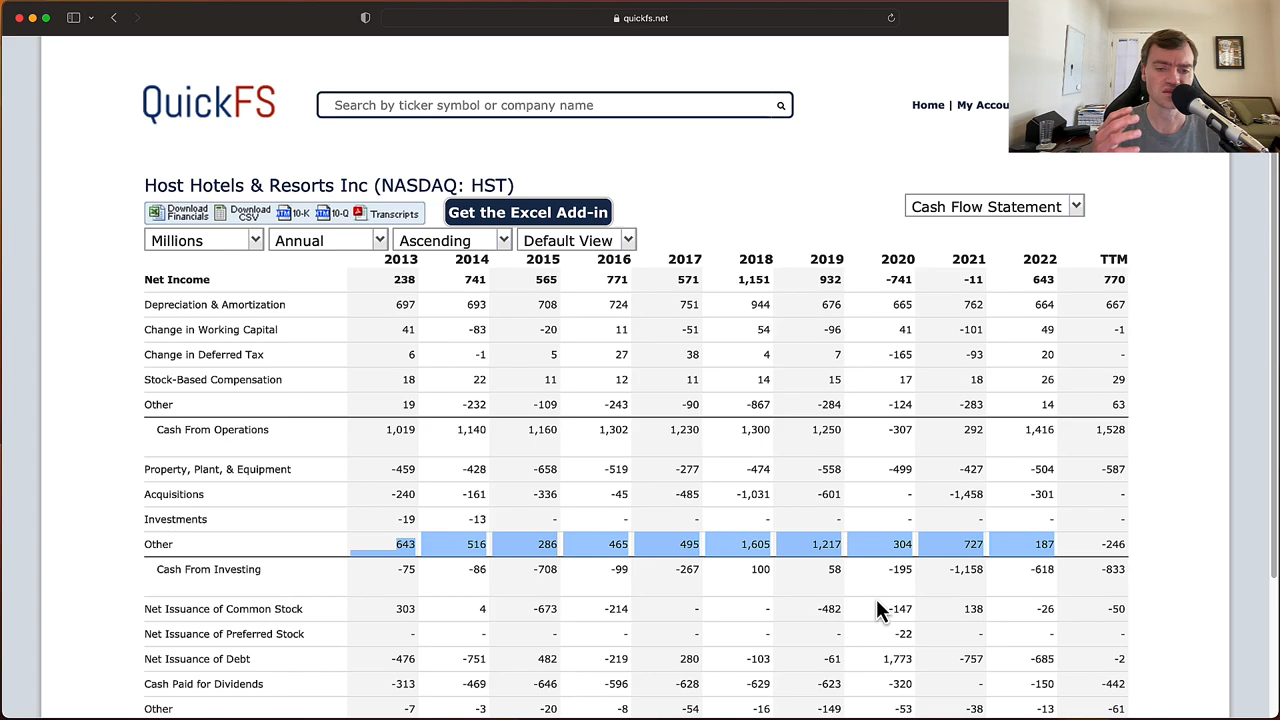 quickfs.net
QuickFS
Search by ticker symbol or company name
Home | My Accou
Host Hotels & Resorts Inc (NASDAQ: HST)
Download Financials Download CSV 10-K 10-Q Transcripts Get the Excel Add-in Cash Flow Statement
Millions Annual Ascending Default View
2013 2014 2015 2016 2017 2018 2019 2020 2021 2022 TTM
Net Income 238 741 565 771 571 1,151 932 -741 -11 643 770
Depreciation & Amortization 697 693 708 724 751 944 676 665 762 664 667
Change in Working Capital 41 -83 -20 11 -51 54 -96 41 -101 49 -1
Change in Deferred Tax 6 -1 5 27 38 4 7 -165 -93 20 -
Stock-Based Compensation 18 22 11 12 11 14 15 17 18 26 29
Other 19 -232 -109 -243 -90 -867 -284 -124 -283 14 63
Cash From Operations 1,019 1,140 1,160 1,302 1,230 1,300 1,250 -307 292 1,416 1,528
Property, Plant, & Equipment -459 -428 -658 -519 -277 -474 -558 -499 -427 -504 -587
Acquisitions -240 -161 -336 -45 -485 -1,031 -601 - -1,458 -301 -
Investments -19 -13 - - - - - - - - -
Other 643 516 286 465 495 1,605 1,217 304 727 187 -246
Cash From Investing -75 -86 -708 -99 -267 100 58 -195 -1,158 -618 -833
Net Issuance of Common Stock 303 4 -673 -214 - - -482 -147 138 -26 -50
Net Issuance of Preferred Stock - - - - - - - -22 - - -
Net Issuance of Debt -476 -751 482 -219 280 -103 -61 1,773 -757 -685 -2
Cash Paid for Dividends -313 -469 -646 -596 -628 -629 -623 -320 - -150 -442
Other -7 -3 -20 -8 -54 -16 -149 -53 -38 -13 -61